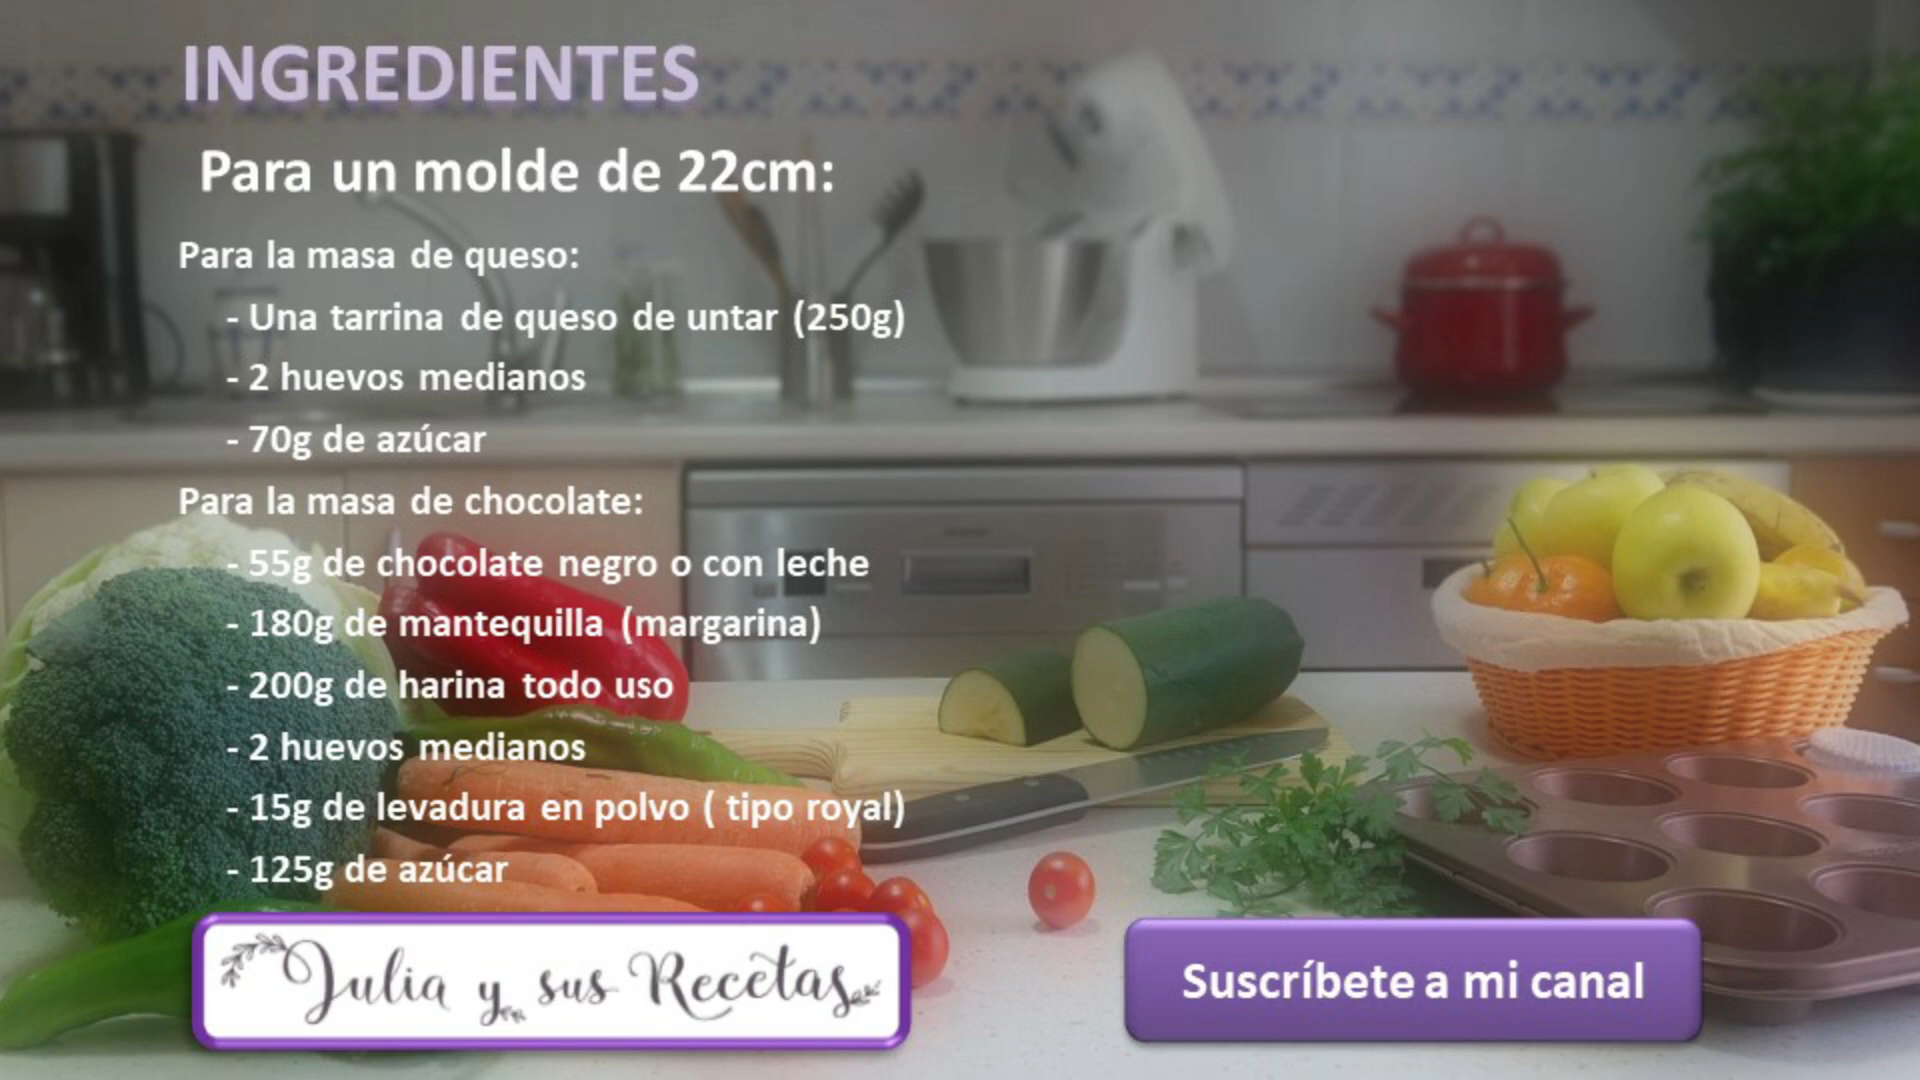 INGREDIENTES
Para un molde de 22cm:
Para la masa de queso:
- Una tarrina de queso de untar (250g)
- 2 huevos medianos
- 70g de azúcar
Para la masa de chocolate:
- 55g de chocolate negro o con leche
- 180g de mantequilla (margarina)
- 200g de harina todo uso
- 2 huevos medianos
- 15g de levadura en polvo ( tipo royal)
- 125g de azúcar
Julia y sus Recetas
Suscríbete a mi canal